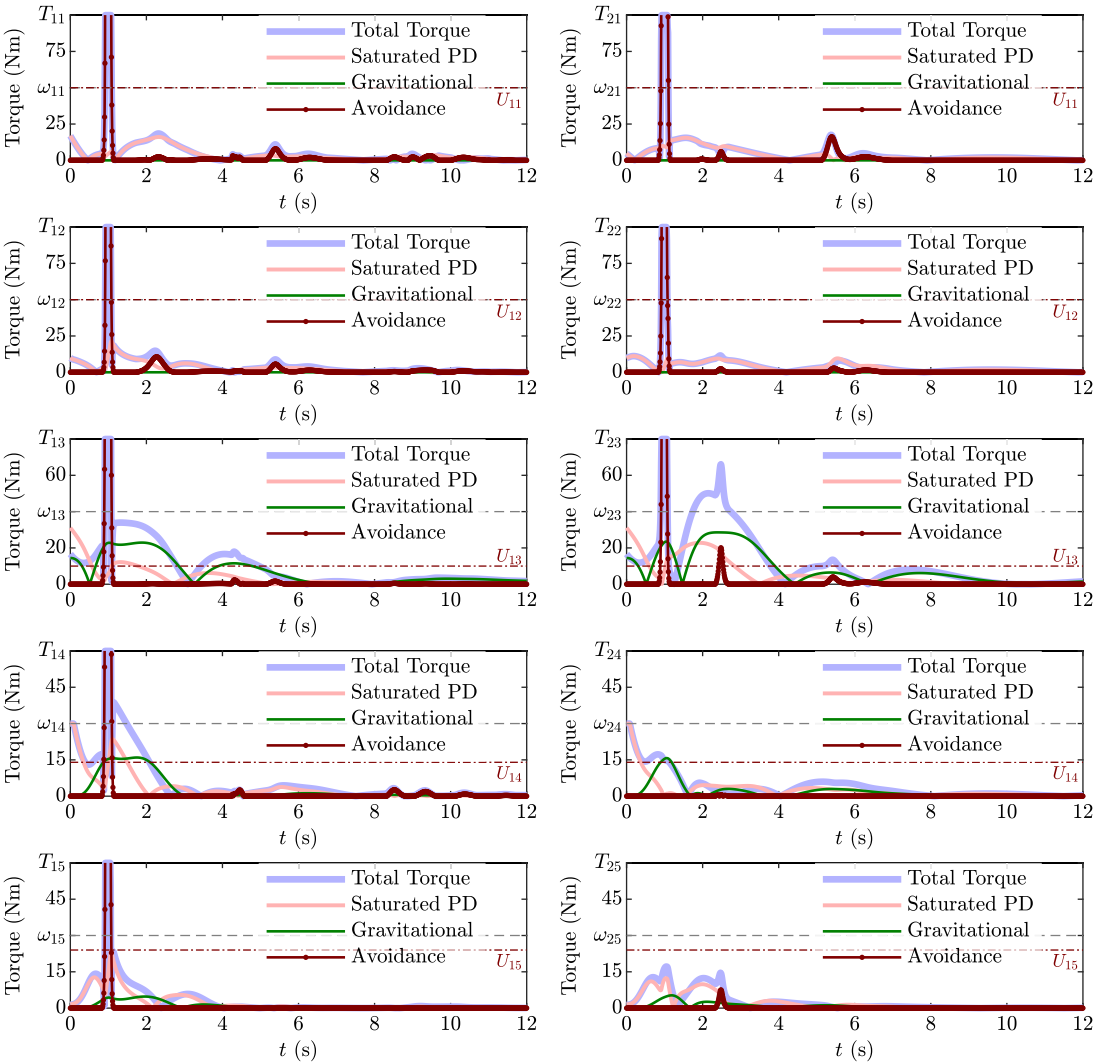 T₁₁
75
ω₁₁
25
0
Torque (Nm)
Total Torque
Saturated PD
Gravitational
Avoidance
U₁₁
0 2 4 6 8 10 12
t (s)
T₂₁
75
ω₂₁
25
0
Torque (Nm)
Total Torque
Saturated PD
Gravitational
Avoidance
U₁₁
0 2 4 6 8 10 12
t (s)
T₁₂
75
ω₁₂
25
0
Torque (Nm)
Total Torque
Saturated PD
Gravitational
Avoidance
U₁₂
0 2 4 6 8 10 12
t (s)
T₂₂
75
ω₂₂
25
0
Torque (Nm)
Total Torque
Saturated PD
Gravitational
Avoidance
U₁₂
0 2 4 6 8 10 12
t (s)
T₁₃
60
ω₁₃
20
0
Torque (Nm)
Total Torque
Saturated PD
Gravitational
Avoidance
U₁₃
0 2 4 6 8 10 12
t (s)
T₂₃
60
ω₂₃
20
0
Torque (Nm)
Total Torque
Saturated PD
Gravitational
Avoidance
U₁₃
0 2 4 6 8 10 12
t (s)
T₁₄
45
ω₁₄
15
0
Torque (Nm)
Total Torque
Saturated PD
Gravitational
Avoidance
U₁₄
0 2 4 6 8 10 12
t (s)
T₂₄
45
ω₂₄
15
0
Torque (Nm)
Total Torque
Saturated PD
Gravitational
Avoidance
U₁₄
0 2 4 6 8 10 12
t (s)
T₁₅
45
ω₁₅
15
0
Torque (Nm)
Total Torque
Saturated PD
Gravitational
Avoidance
U₁₅
0 2 4 6 8 10 12
t (s)
T₂₅
45
ω₂₅
15
0
Torque (Nm)
Total Torque
Saturated PD
Gravitational
Avoidance
U₁₅
0 2 4 6 8 10 12
t (s)